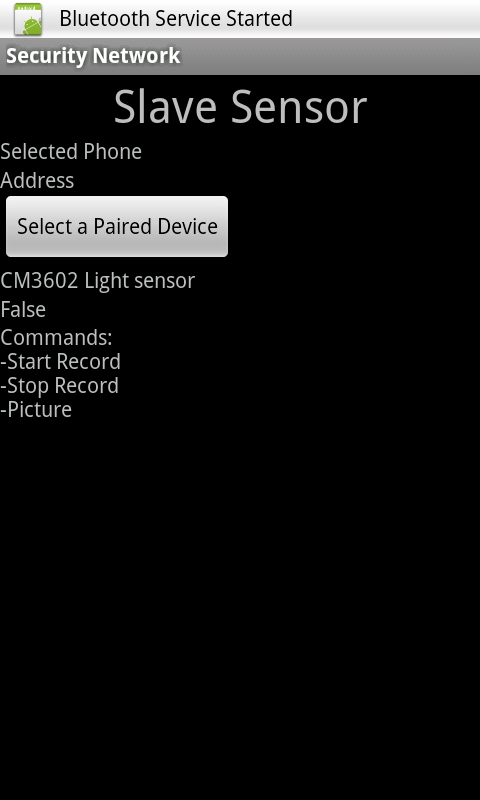 Bluetooth Service Started
Security Network
Slave Sensor
Selected Phone
Address
Select a Paired Device
CM3602 Light sensor
False
Commands:
-Start Record
-Stop Record
-Picture